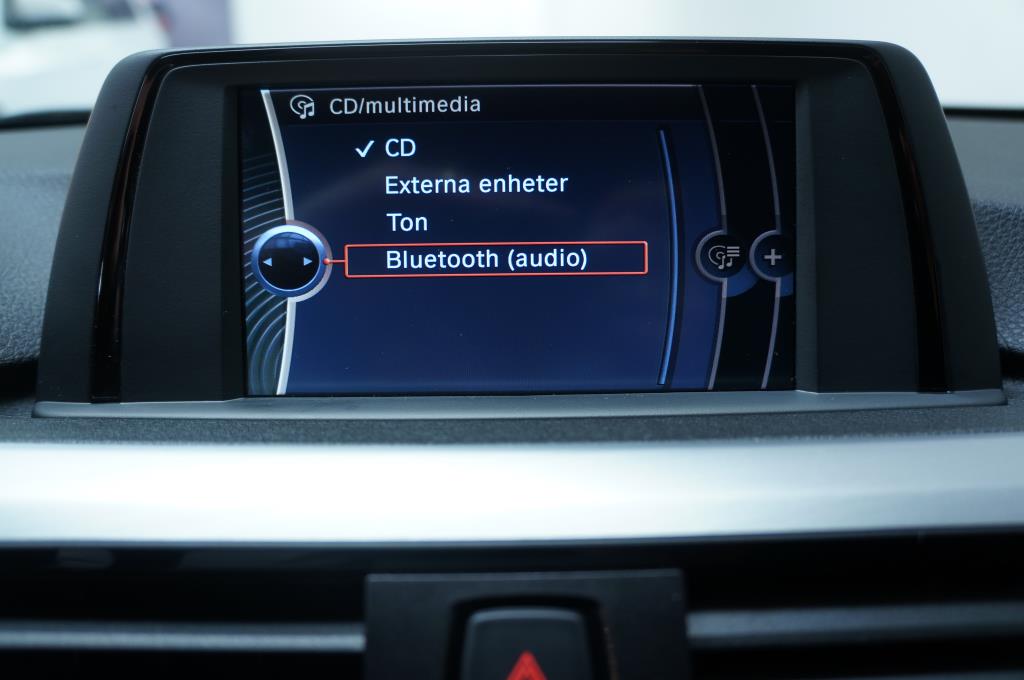 CD/multimedia
✓ CD
Externa enheter
Ton
Bluetooth (audio)